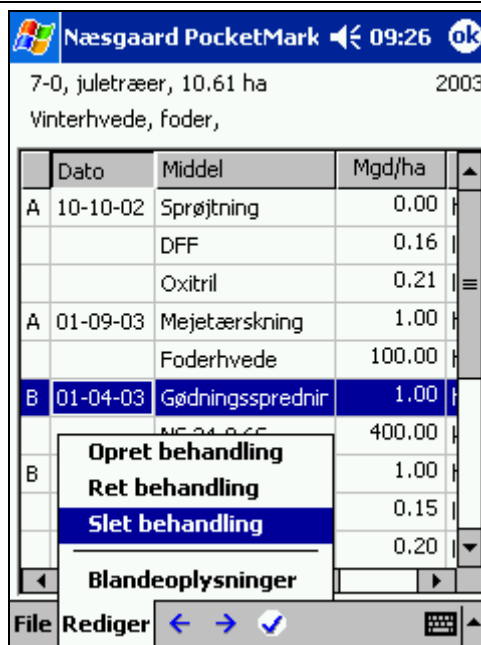 Næsgaard PocketMark 09:26 ok
7-0, juletræer, 10.61 ha 2003
Vinterhvede, foder,
Dato Middel Mgd/ha
A 10-10-02 Sprøjtning 0.00
DFF 0.16
Oxitril 0.21
A 01-09-03 Mejetærskning 1.00
Foderhvede 100.00
B 01-04-03 Gødningssprednin 1.00
400.00
Opret behandling
B 1.00
Ret behandling
0.15
Slet behandling
0.20
Blandeoplysninger
File Rediger